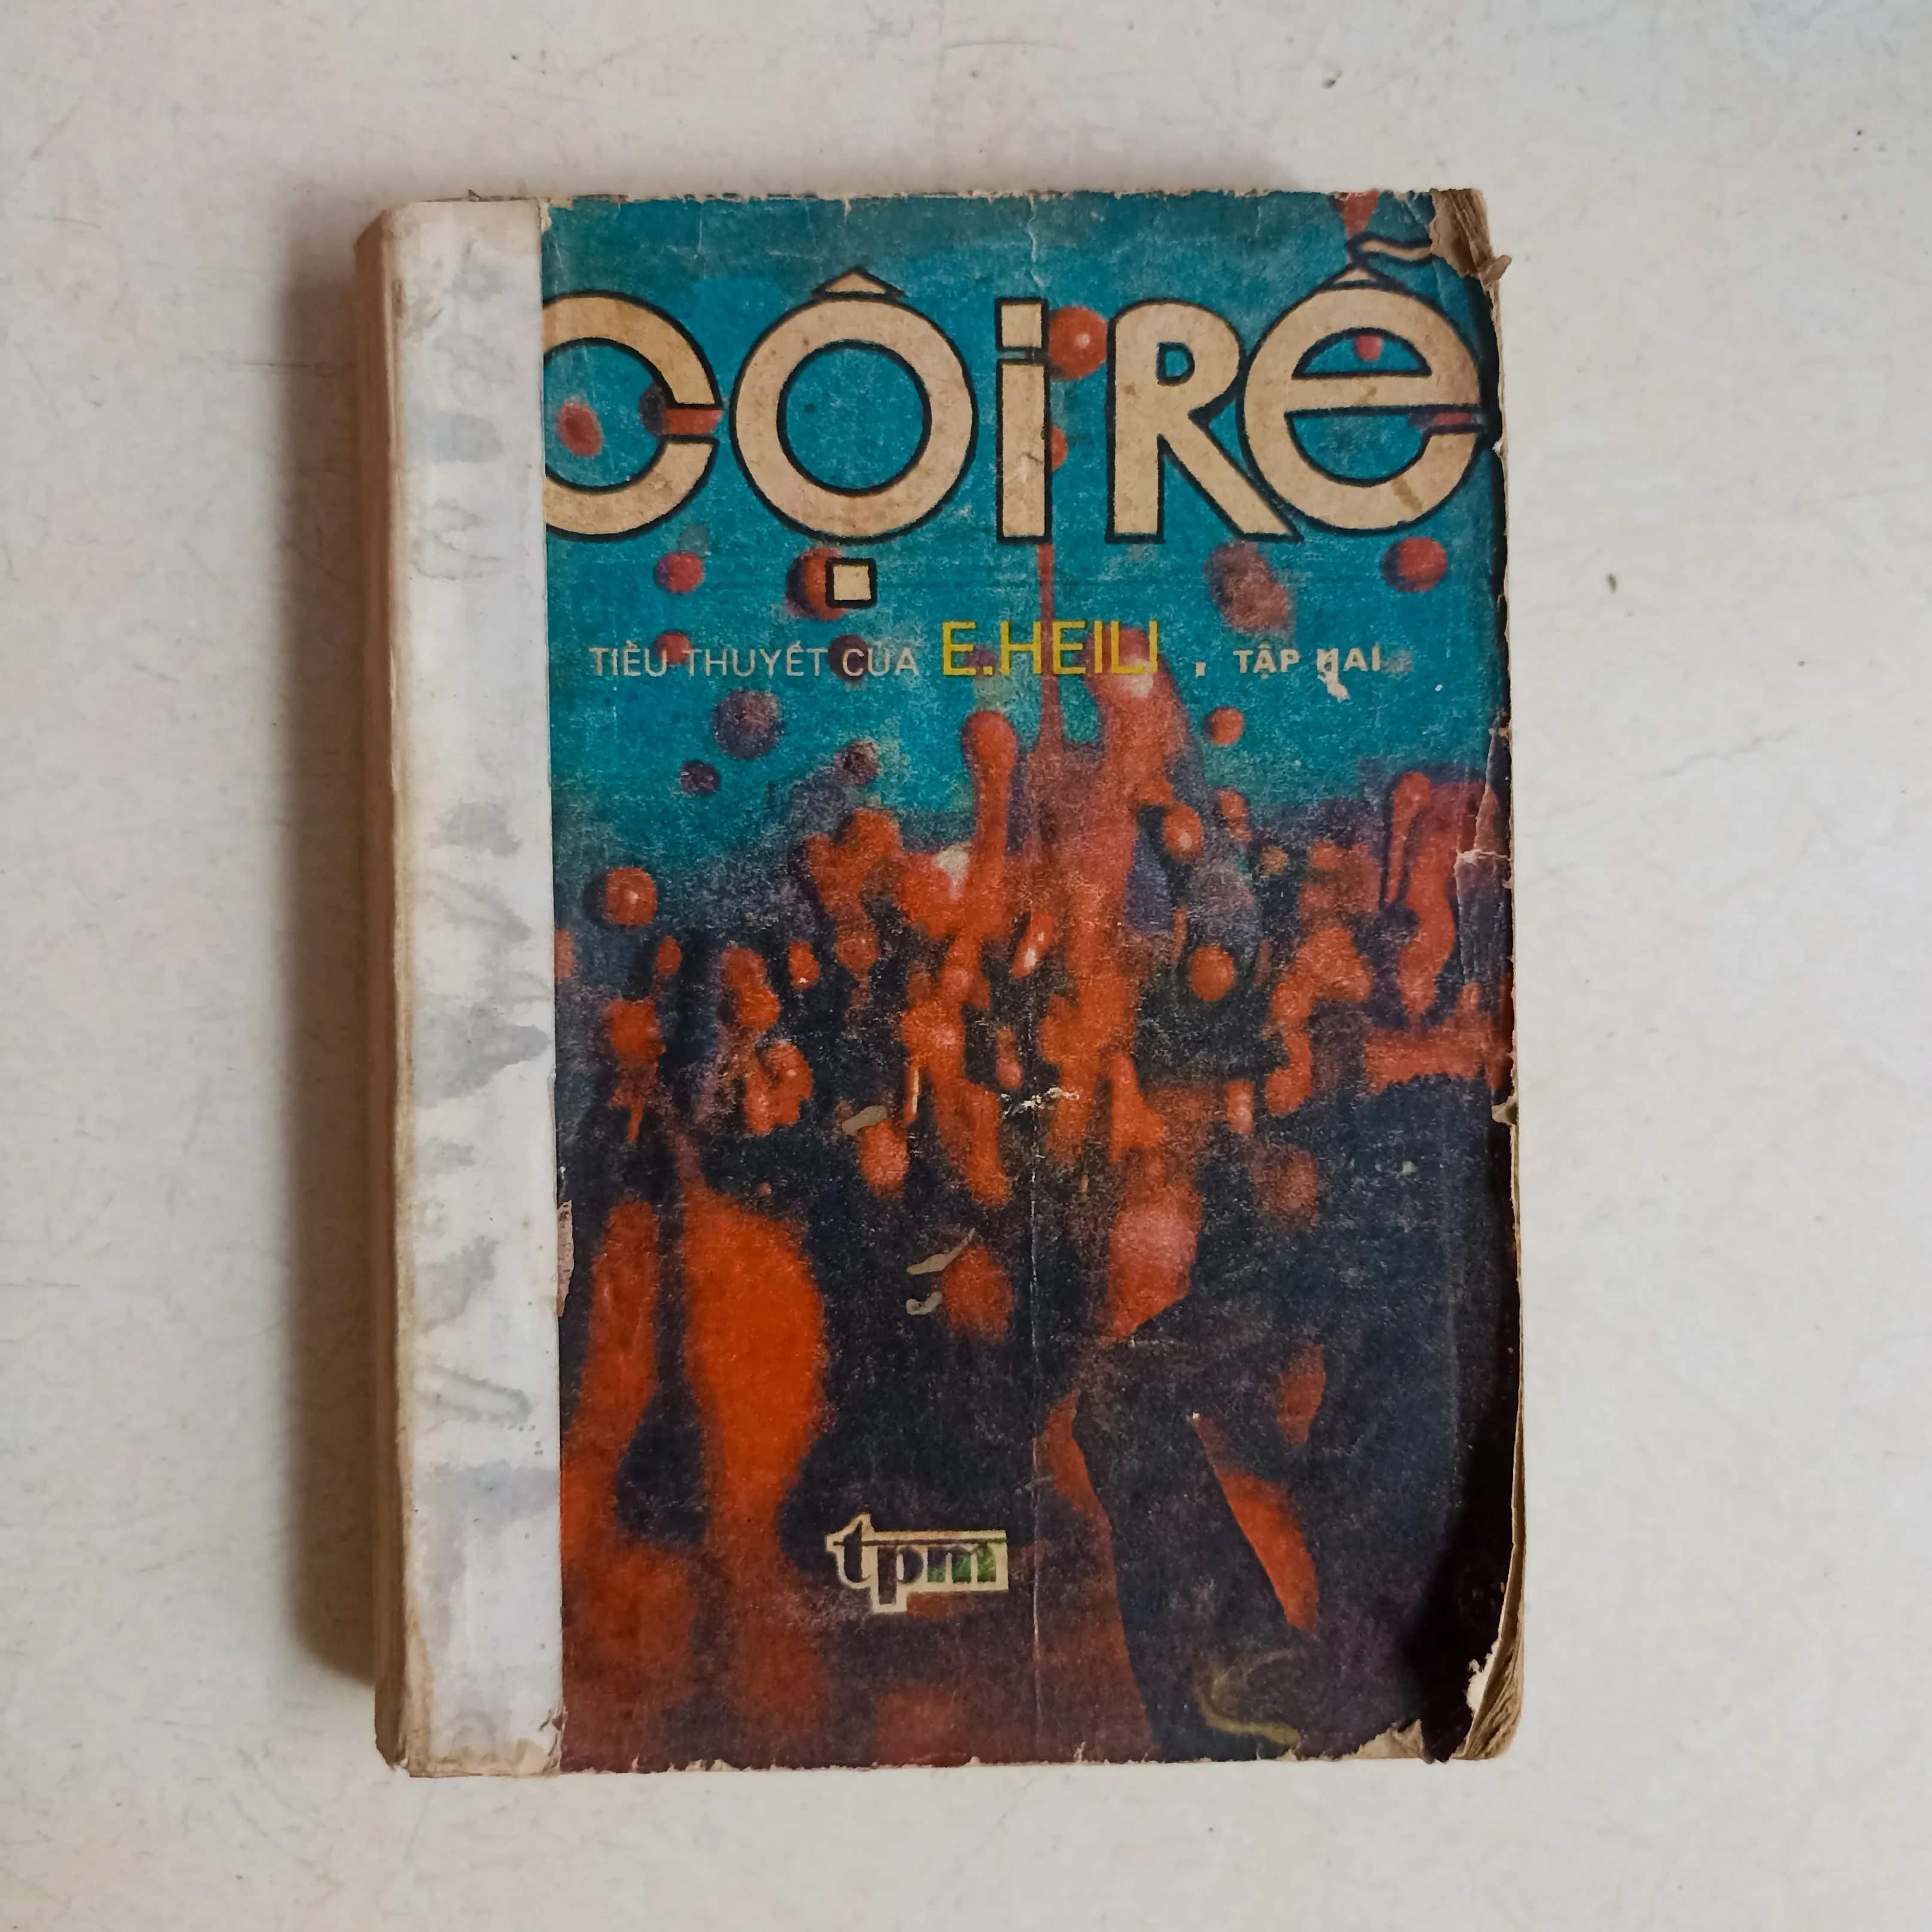 CỘI RỄ
TIỂU THUYẾT CỦA E.HEILI, TẬP HAI
tpm